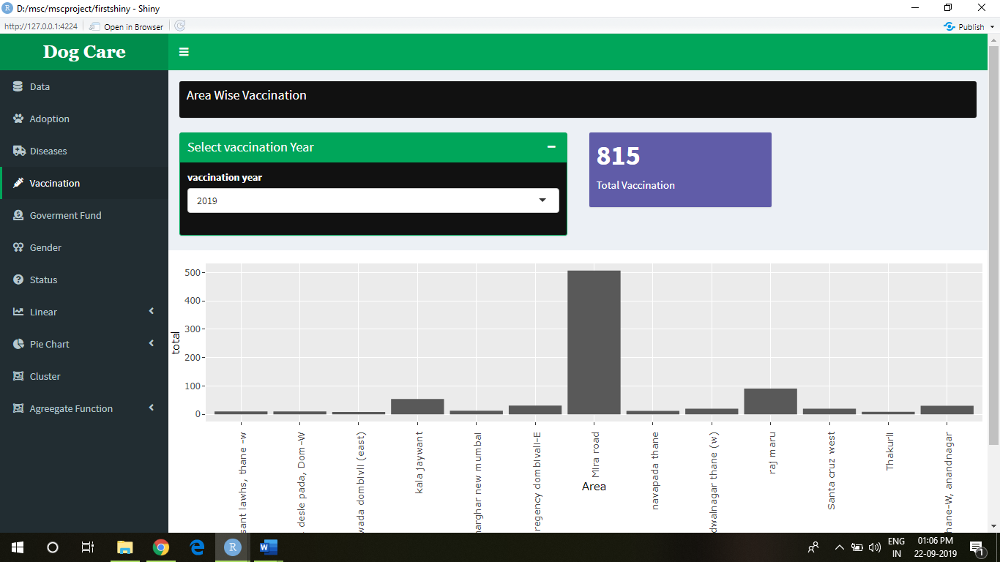 D:/msc/mscproject/firstshiny - Shiny
http://127.0.0.1:4224 Open in Browser Publish
Dog Care
Data
Adoption
Diseases
Vaccination
Goverment Fund
Gender
Status
Linear
Pie Chart
Cluster
Agreegate Function
Area Wise Vaccination
Select vaccination Year
vaccination year
2019
815
Total Vaccination
500
400
300
200
100
0
total
sant lawhs, thane -w
desle pada, Dom-W
wada dombivli (east)
kala jaywant
harghar new mumbai
regency dombivali-E
Mira road
navapada thane
dwalnagar thane (w)
raj maru
Santa cruz west
Thakurli
hane-W, anandnagar
Area
R
W
ENG
IN
01:06 PM
22-09-2019
1